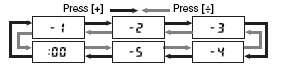 Press [+] Press [÷]
- 1 - 2 - 3
:00 - 5 - 4